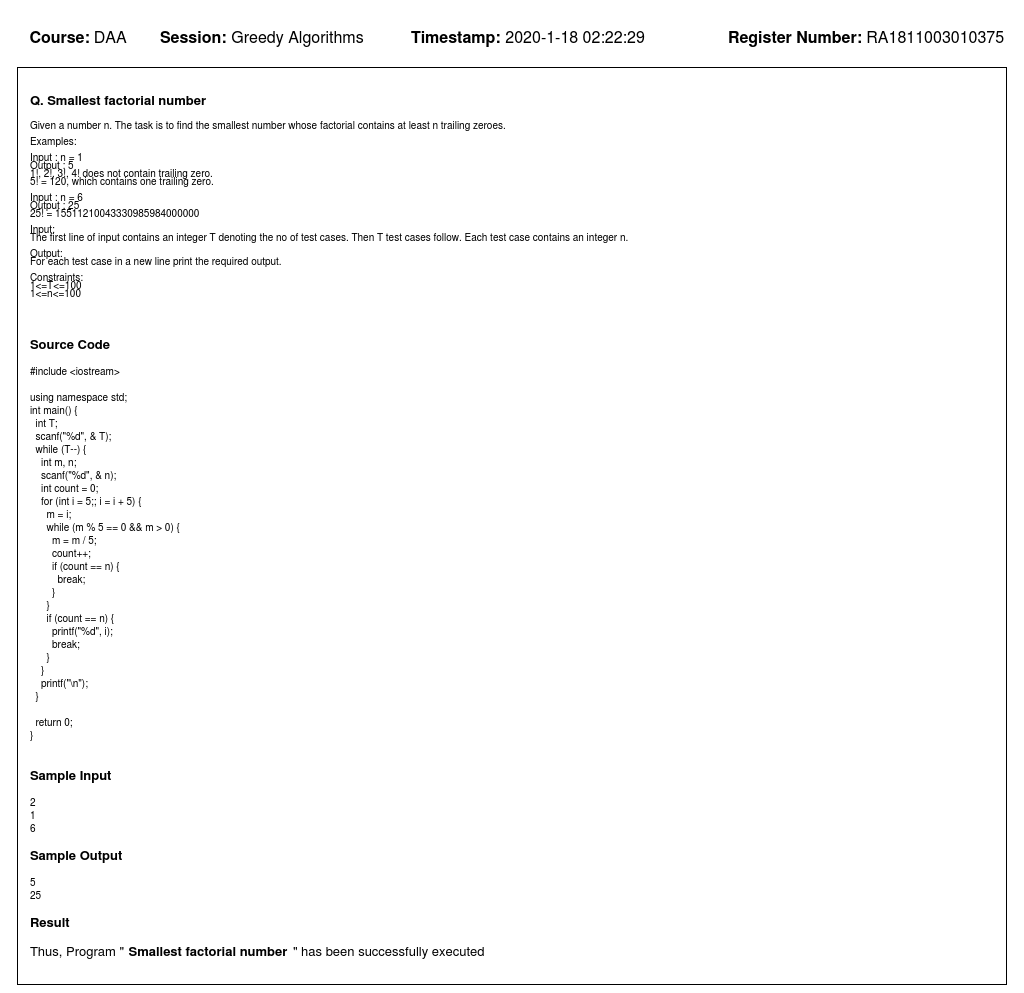 Course: DAA Session: Greedy Algorithms Timestamp: 2020-1-18 02:22:29 Register Number: RA1811003010375
Q. Smallest factorial number
Given a number n. The task is to find the smallest number whose factorial contains at least n trailing zeroes.
Examples:
Input : n = 1
Output : 5
1!, 2!, 3!, 4! does not contain trailing zero.
5! = 120, which contains one trailing zero.
Input : n = 6
Output : 25
25! = 15511210043330985984000000
Input:
The first line of input contains an integer T denoting the no of test cases. Then T test cases follow. Each test case contains an integer n.
Output:
For each test case in a new line print the required output.
Constraints:
1<=T<=100
1<=n<=100
Source Code
#include <iostream>
using namespace std;
int main() {
int T;
scanf("%d", & T);
while (T--) {
int m, n;
scanf("%d", & n);
int count = 0;
for (int i = 5;; i = i + 5) {
m = i;
while (m % 5 == 0 && m > 0) {
m = m / 5;
count++;
if (count == n) {
break;
}
}
if (count == n) {
printf("%d", i);
break;
}
}
printf("\n");
}
return 0;
}
Sample Input
2
1
6
Sample Output
5
25
Result
Thus, Program " Smallest factorial number " has been successfully executed